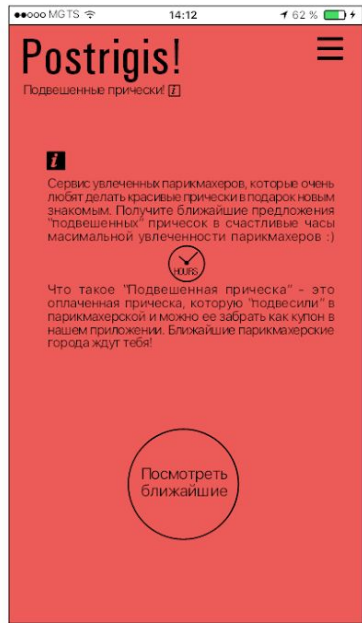 ●●○○○ MGTS 14:12 62 %
Postrigis!
Подвешенные прически! i
i
Сервис увлеченных парикмахеров, которые очень
любят делать красивые прически в подарок новым
знакомым. Получите ближайшие предложения
"подвешенных" причесок в счастливые часы
масимальной увлеченности парикмахеров :)
HOURS
Что такое "Подвешенная прическа" - это
оплаченная прическа, которую "подвесили" в
парикмахерской и можно ее забрать как купон в
нашем приложении. Ближайшие парикмахерские
города ждут тебя!
Посмотреть
ближайшие